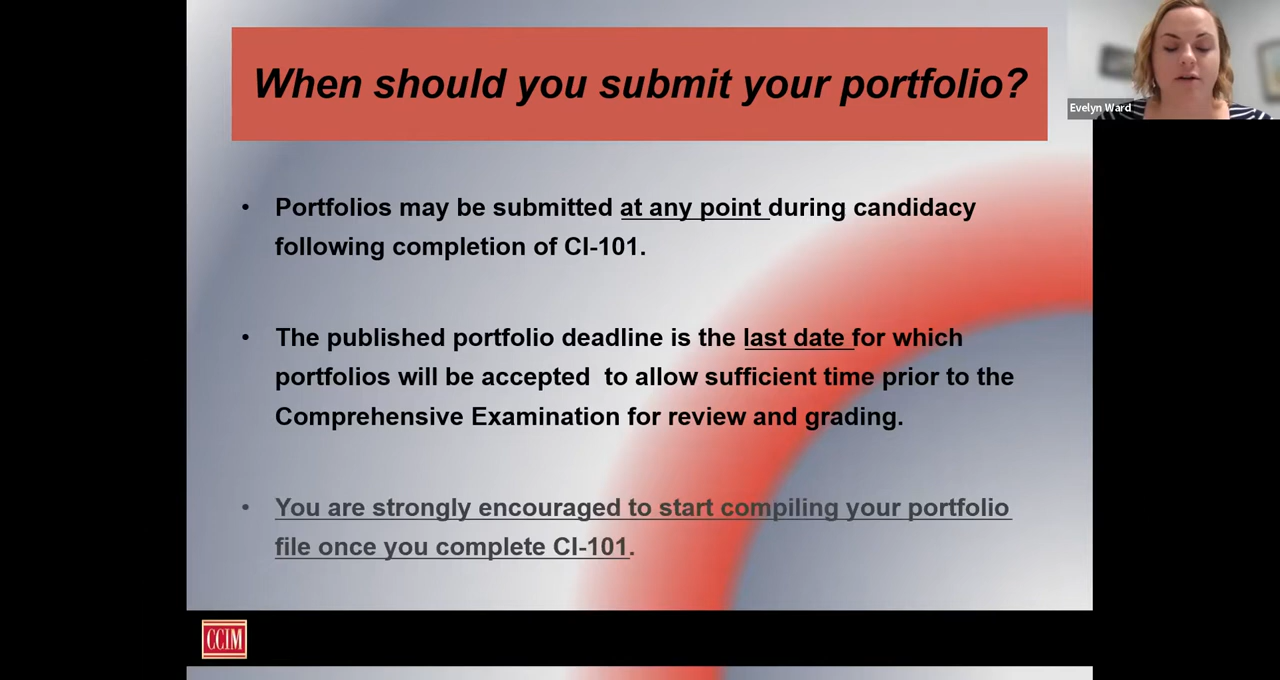 When should you submit your portfolio?
Evelyn Ward
• Portfolios may be submitted at any point during candidacy
following completion of CI-101.
• The published portfolio deadline is the last date for which
portfolios will be accepted  to allow sufficient time prior to the
Comprehensive Examination for review and grading.
• You are strongly encouraged to start compiling your portfolio
file once you complete CI-101.
CCIM